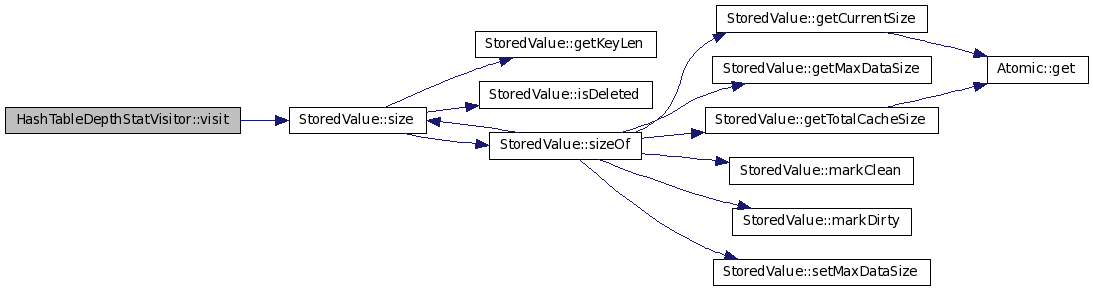 HashTableDepthStatVisitor::visit
StoredValue::size
StoredValue::getKeyLen
StoredValue::isDeleted
StoredValue::sizeOf
StoredValue::getCurrentSize
StoredValue::getMaxDataSize
StoredValue::getTotalCacheSize
StoredValue::markClean
StoredValue::markDirty
StoredValue::setMaxDataSize
Atomic::get